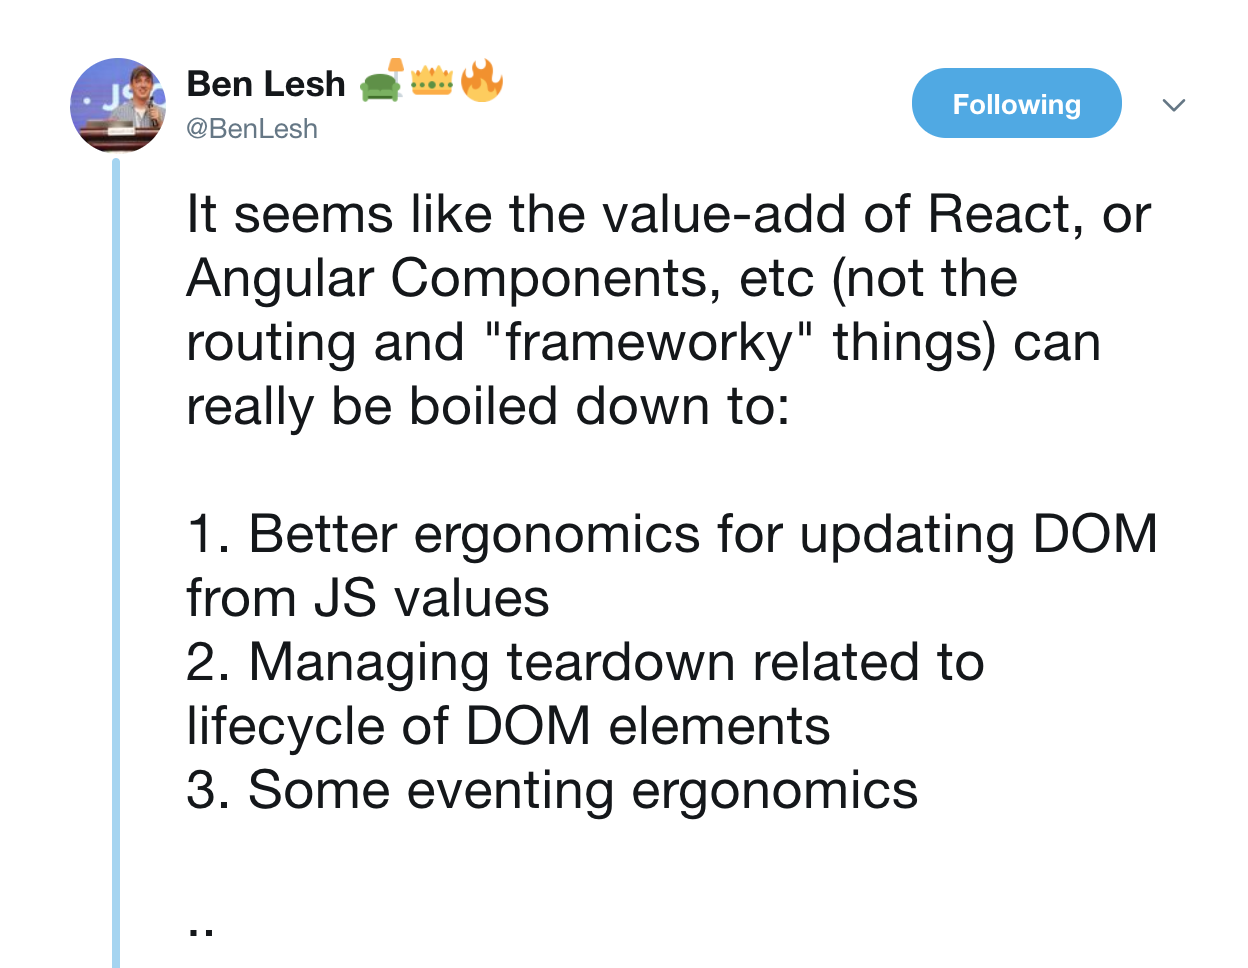 Ben Lesh 🛋👑🔥
@BenLesh
Following
It seems like the value-add of React, or
Angular Components, etc (not the
routing and "frameworky" things) can
really be boiled down to:
1. Better ergonomics for updating DOM
from JS values
2. Managing teardown related to
lifecycle of DOM elements
3. Some eventing ergonomics
..